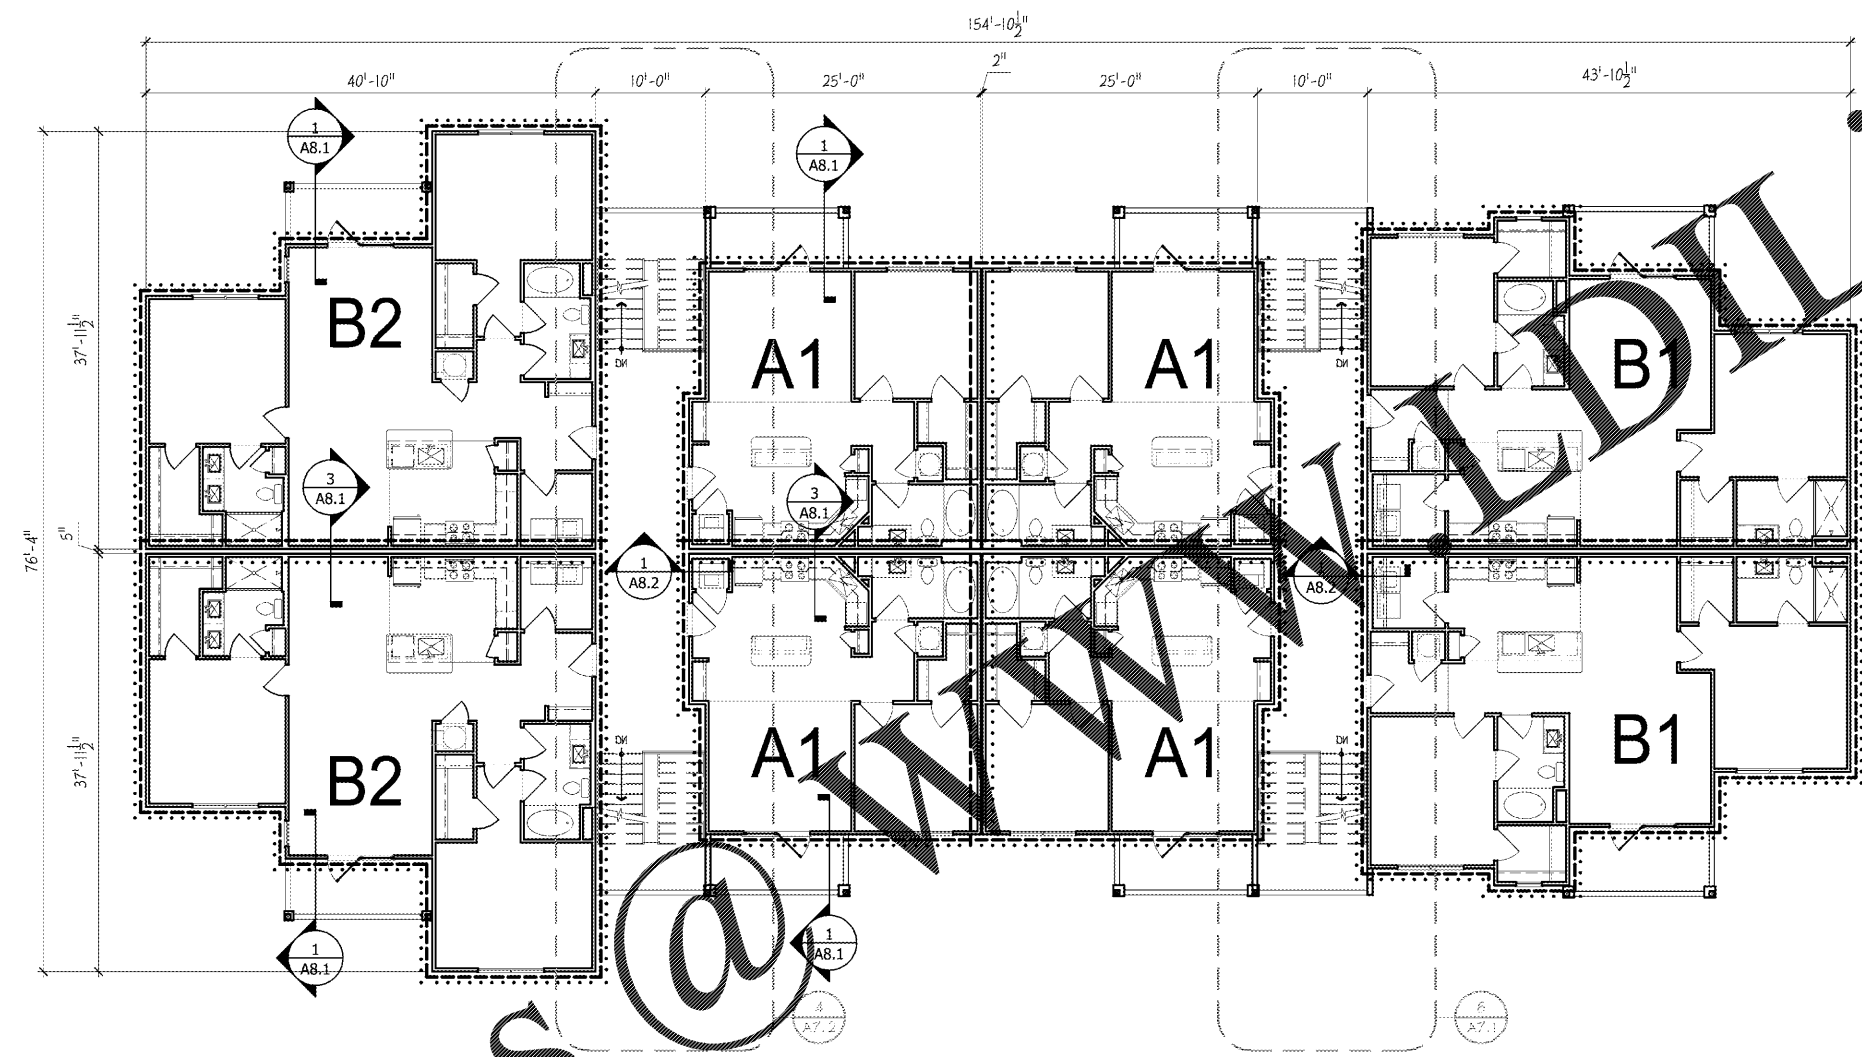 154'-10 1/2"
2"
40'-10"
10'-0"
25'-0"
25'-0"
10'-0"
43'-10 1/2"
1
A8.1
1
A8.1
37'-11 1/2"
B2
A1
A1
B1
DN
DN
3
A8.1
3
A8.1
5"
76'-4"
1
A8.2
1
A8.2
37'-11 1/2"
DN
DN
B2
A1
A1
B1
1
A8.1
1
A8.1
4
A7.2
6
A7.1
S @ WWW LDIL